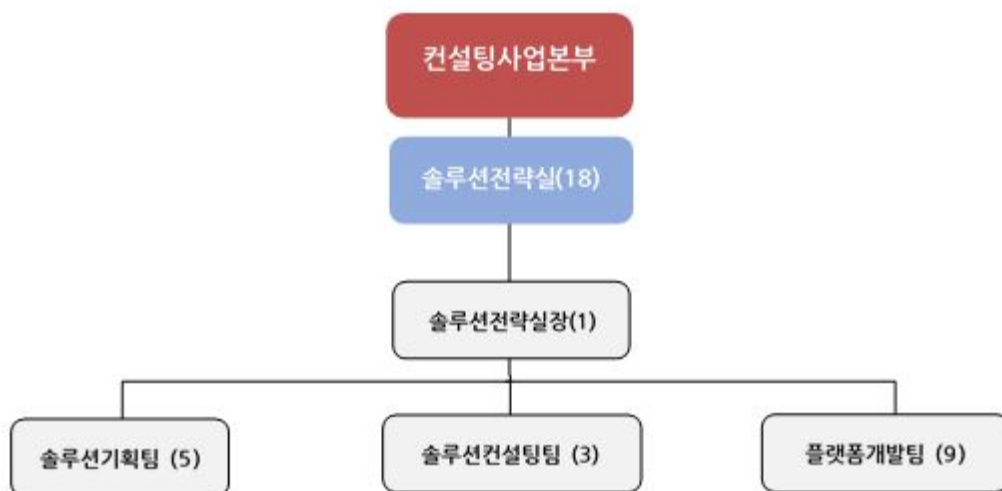 컨설팅사업본부
솔루션전략실(18)
솔루션전략실장(1)
솔루션기획팀 (5)
솔루션컨설팅팀 (3)
플랫폼개발팀 (9)